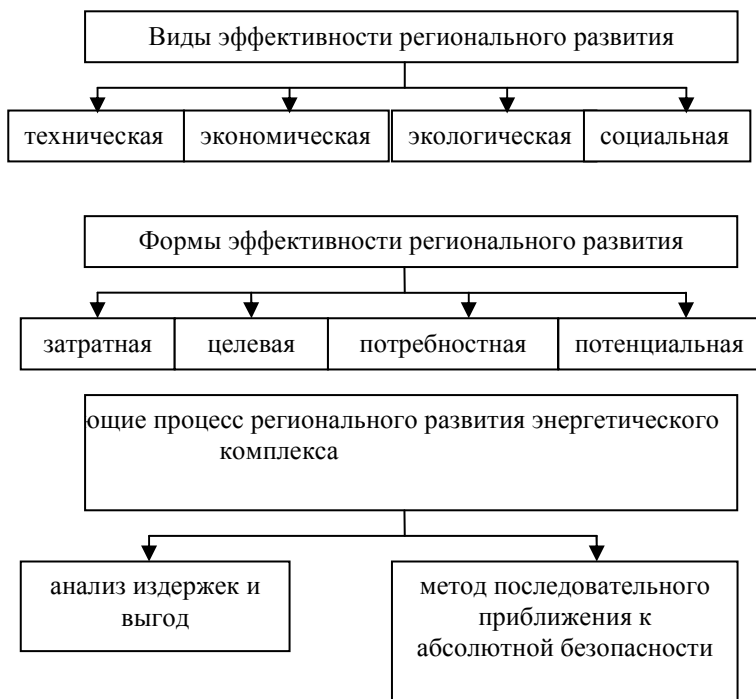 Виды эффективности регионального развития
техническая экономическая экологическая социальная
Формы эффективности регионального развития
затратная целевая потребностная потенциальная
ющие процесс регионального развития энергетического
комплекса
анализ издержек и
выгод
метод последовательного
приближения к
абсолютной безопасности